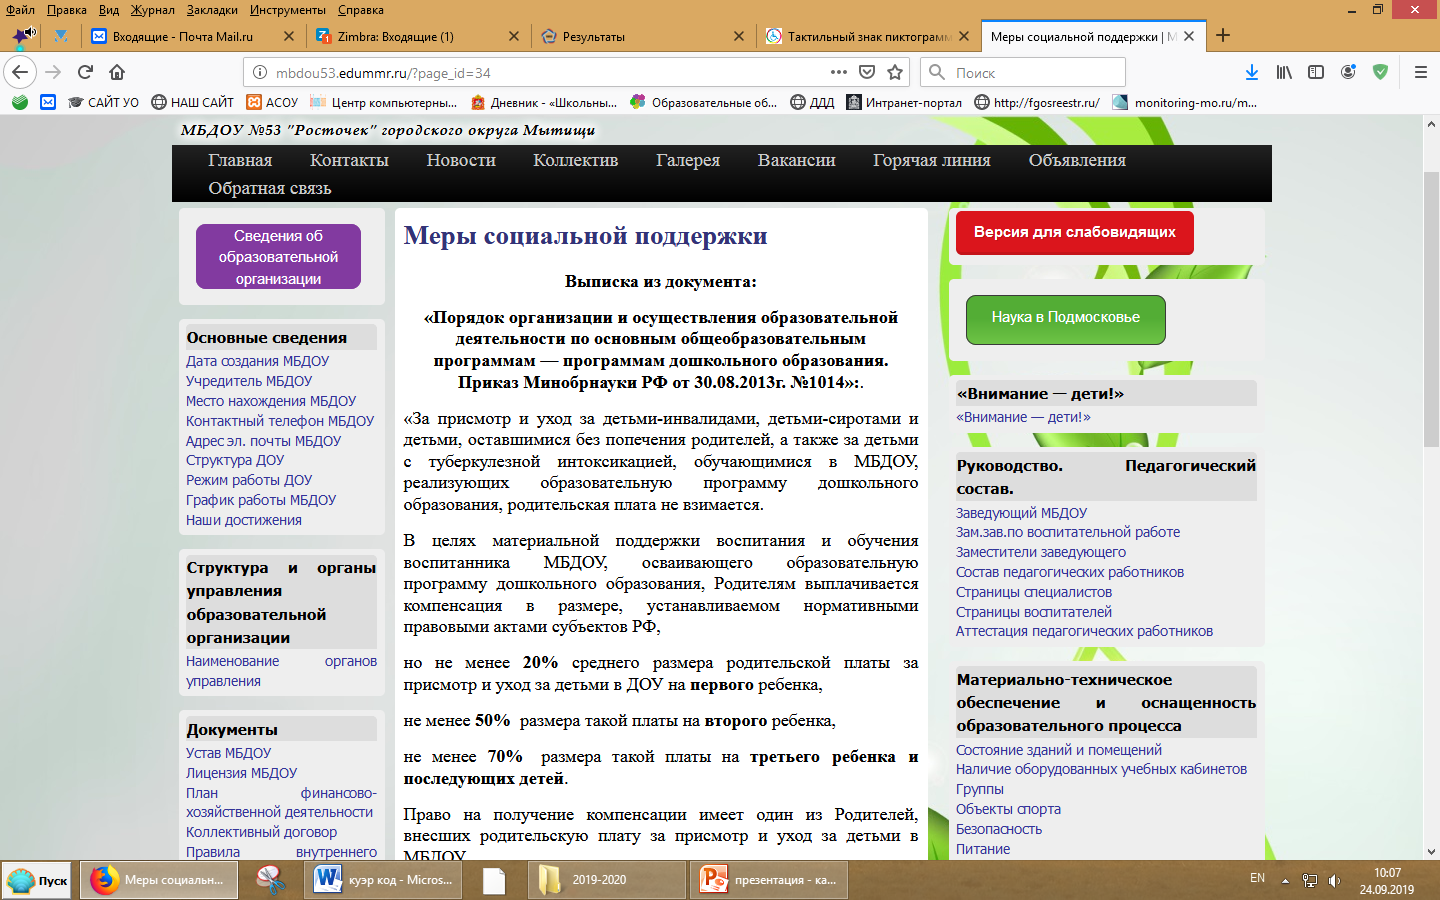 Файл Правка Вид Журнал Закладки Инструменты Справка
Входящие - Почта Mail.ru
Zimbra: Входящие (1)
Результаты
Тактильный знак пиктограмм
Меры социальной поддержки | М
mbdou53.edummr.ru/?page_id=34
Поиск
САЙТ УО
НАШ САЙТ
АСОУ
Центр компьютерны...
Дневник - «Школьны...
Образовательные об...
ДДД
Интранет-портал
http://fgosreestr.ru/
monitoring-mo.ru/m...
МБДОУ №53 "Росточек" городского округа Мытищи
Главная Контакты Новости Коллектив Галерея Вакансии Горячая линия Объявления
Обратная связь
Сведения об
образовательной
организации
Основные сведения
Дата создания МБДОУ
Учредитель МБДОУ
Место нахождения МБДОУ
Контактный телефон МБДОУ
Адрес эл. почты МБДОУ
Структура ДОУ
Режим работы ДОУ
График работы МБДОУ
Наши достижения
Структура и органы
управления
образовательной
организации
Наименование органов
управления
Документы
Устав МБДОУ
Лицензия МБДОУ
План финансово-
хозяйственной деятельности
Коллективный договор
Правила внутреннего
Меры социальной поддержки
Выписка из документа:
«Порядок организации и осуществления образовательной
деятельности по основным общеобразовательным
программам — программам дошкольного образования.
Приказ Минобрнауки РФ от 30.08.2013г. №1014»:.
«За присмотр и уход за детьми-инвалидами, детьми-сиротами и
детьми, оставшимися без попечения родителей, а также за детьми
с туберкулезной интоксикацией, обучающимися в МБДОУ,
реализующих образовательную программу дошкольного
образования, родительская плата не взимается.
В целях материальной поддержки воспитания и обучения
воспитанника МБДОУ, осваивающего образовательную
программу дошкольного образования, Родителям выплачивается
компенсация в размере, устанавливаемом нормативными
правовыми актами субъектов РФ,
но не менее 20% среднего размера родительской платы за
присмотр и уход за детьми в ДОУ на первого ребенка,
не менее 50% размера такой платы на второго ребенка,
не менее 70% размера такой платы на третьего ребенка и
последующих детей.
Право на получение компенсации имеет один из Родителей,
внесших родительскую плату за присмотр и уход за детьми в
МБДОУ
Версия для слабовидящих
Наука в Подмосковье
«Внимание — дети!»
«Внимание — дети!»
Руководство. Педагогический
состав.
Заведующий МБДОУ
Зам.зав.по воспитательной работе
Заместители заведующего
Состав педагогических работников
Страницы специалистов
Страницы воспитателей
Аттестация педагогических работников
Материально-техническое
обеспечение и оснащенность
образовательного процесса
Состояние зданий и помещений
Наличие оборудованных учебных кабинетов
Группы
Объекты спорта
Безопасность
Питание
Пуск
Меры социальн...
куэр код - Micros...
2019-2020
презентация - ка...
EN
10:07
24.09.2019